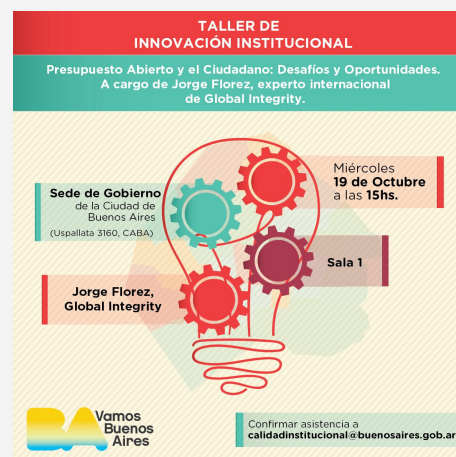 TALLER DE
INNOVACIÓN INSTITUCIONAL
Presupuesto Abierto y el Ciudadano: Desafíos y Oportunidades.
A cargo de Jorge Florez, experto internacional
de Global Integrity.
Miércoles
19 de Octubre
a las 15hs.
Sede de Gobierno
de la Ciudad de
Buenos Aires
(Uspallata 3160, CABA)
Sala 1
Jorge Florez,
Global Integrity
BA
Vamos
Buenos
Aires
Confirmar asistencia a
calidadinstitucional@buenosaires.gob.ar